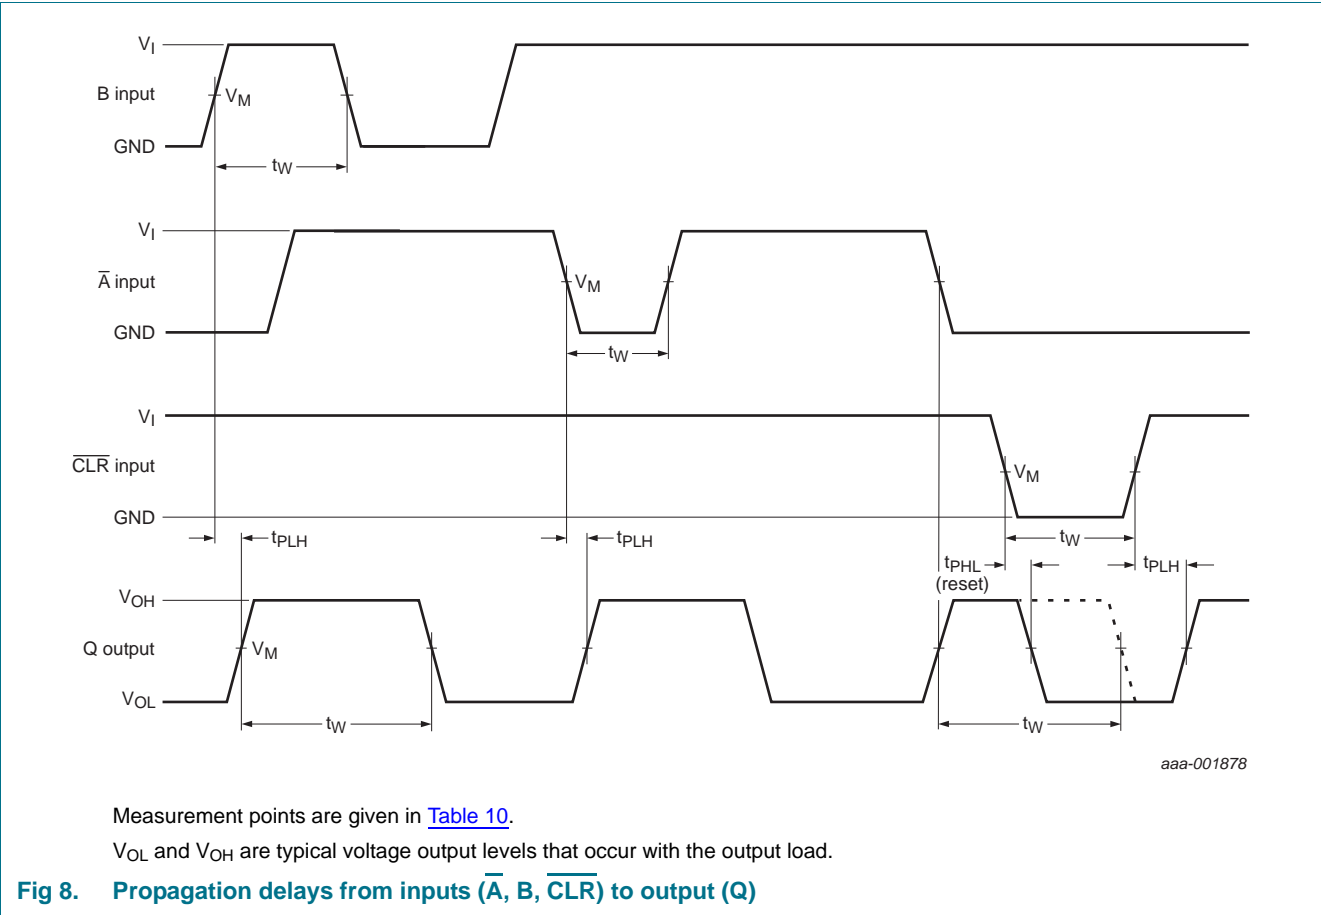 VI
B input
VM
GND
tW
VI
A̅ input
VM
GND
tW
VI
C̅L̅R̅ input
VM
GND
tW
tPLH
tPLH
tPHL
(reset)
tPLH
VOH
Q output
VM
VOL
tW
tW
aaa-001878
Measurement points are given in Table 10.
VOL and VOH are typical voltage output levels that occur with the output load.
Fig 8. Propagation delays from inputs (A̅, B, C̅L̅R̅) to output (Q)